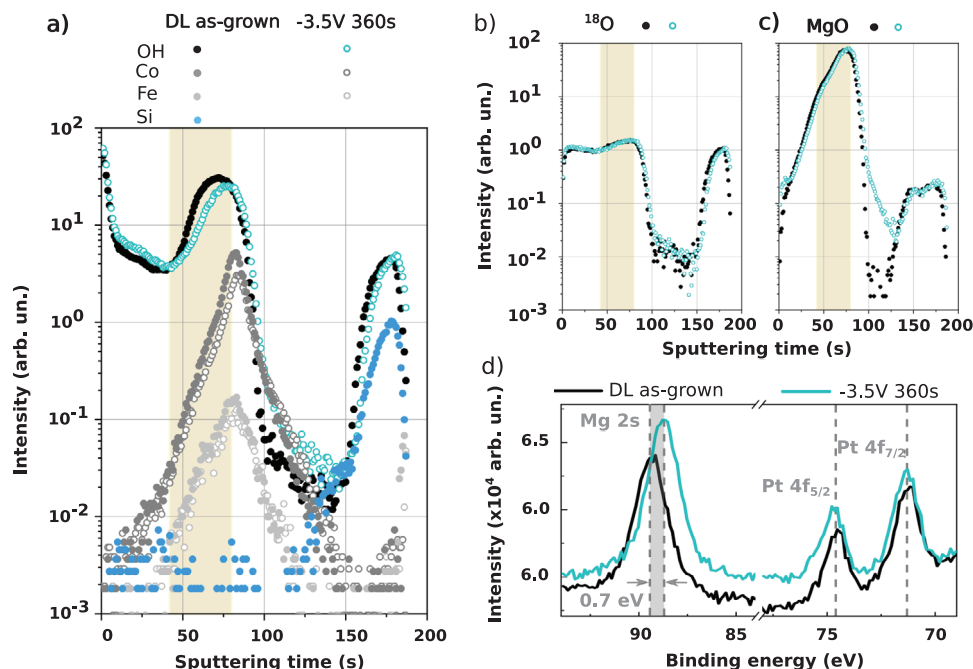 a)
DL as-grown -3.5V 360s
OH
Co
Fe
Si
10²
10¹
10⁰
10⁻¹
10⁻²
10⁻³
Intensity (arb. un.)
0 50 100 150 200
Sputtering time (s)
b) ¹⁸O
10²
10¹
10⁰
10⁻¹
10⁻²
10⁻³
Intensity (arb. un.)
0 50 100 150 200
c) MgO
0 50 100 150 200
Sputtering time (s)
d)
DL as-grown -3.5V 360s
Mg 2s
Pt 4f₅/₂
Pt 4f₇/₂
0.7 eV
6.5
6.0
6.0
Intensity (x10⁴ arb. un.)
90 85 75 70
Binding energy (eV)